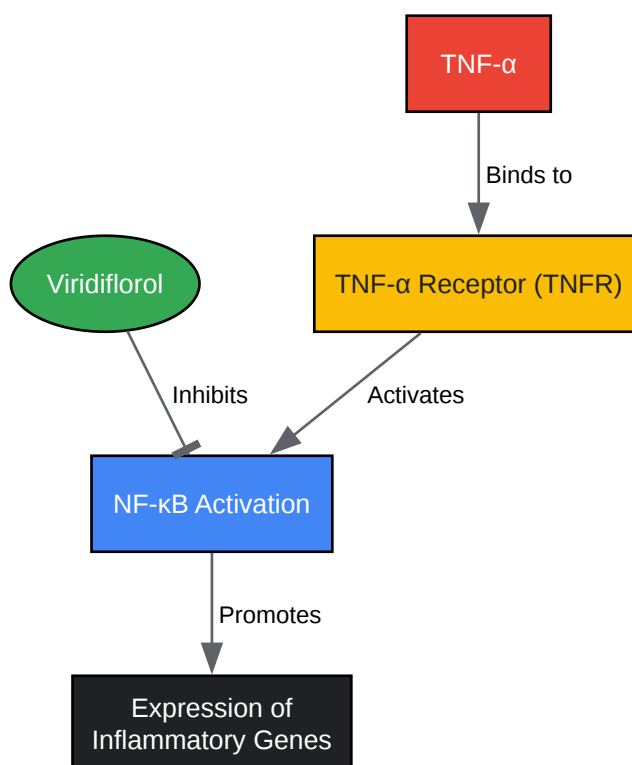 TNF-α
Binds to
Viridiflorol
TNF-α Receptor (TNFR)
Inhibits
Activates
NF-κB Activation
Promotes
Expression of
Inflammatory Genes